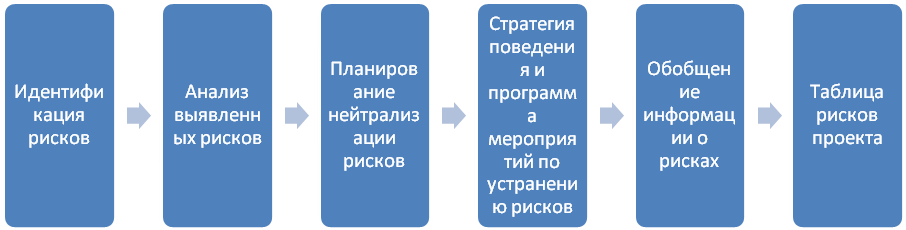 Идентифи
кация
рисков
Анализ
выявленн
ых рисков
Планиров
ание
нейтрализ
ации
рисков
Стратегия
поведени
я и
программ
а
мероприя
тий по
устранени
ю рисков
Обобщен
ие
информац
ии о
рисках
Таблица
рисков
проекта